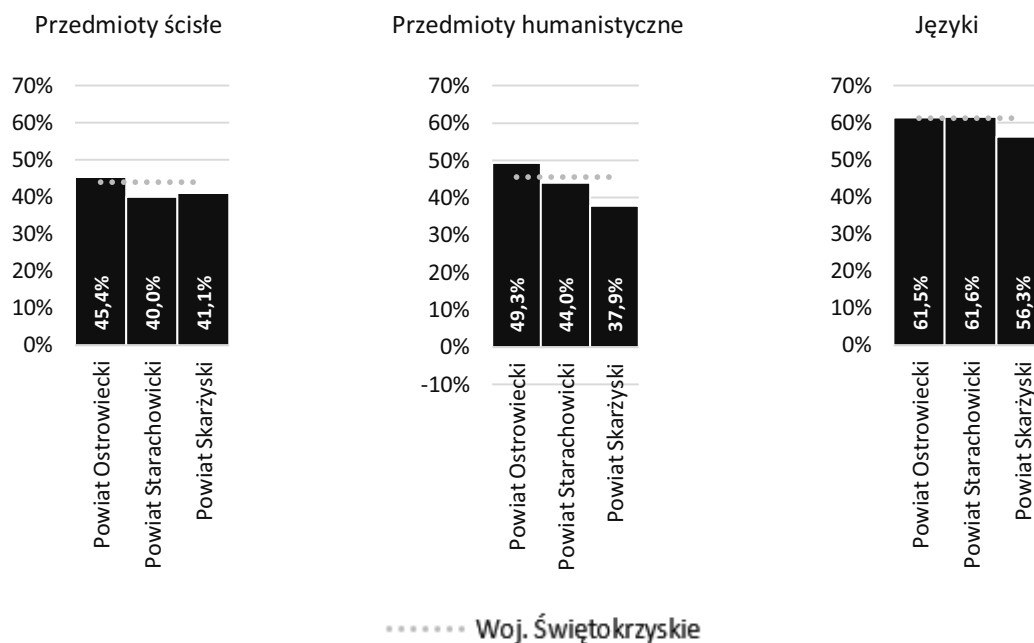 Przedmioty ścisłe
70%
60%
50%
40%
30%
20%
10%
0%
45,4%
40,0%
41,1%
Powiat Ostrowiecki
Powiat Starachowicki
Powiat Skarżyski
Przedmioty humanistyczne
70%
60%
50%
40%
30%
20%
10%
0%
-10%
49,3%
44,0%
37,9%
Powiat Ostrowiecki
Powiat Starachowicki
Powiat Skarżyski
Języki
70%
60%
50%
40%
30%
20%
10%
0%
61,5%
61,6%
56,3%
Powiat Ostrowiecki
Powiat Starachowicki
Powiat Skarżyski
Woj. Świętokrzyskie